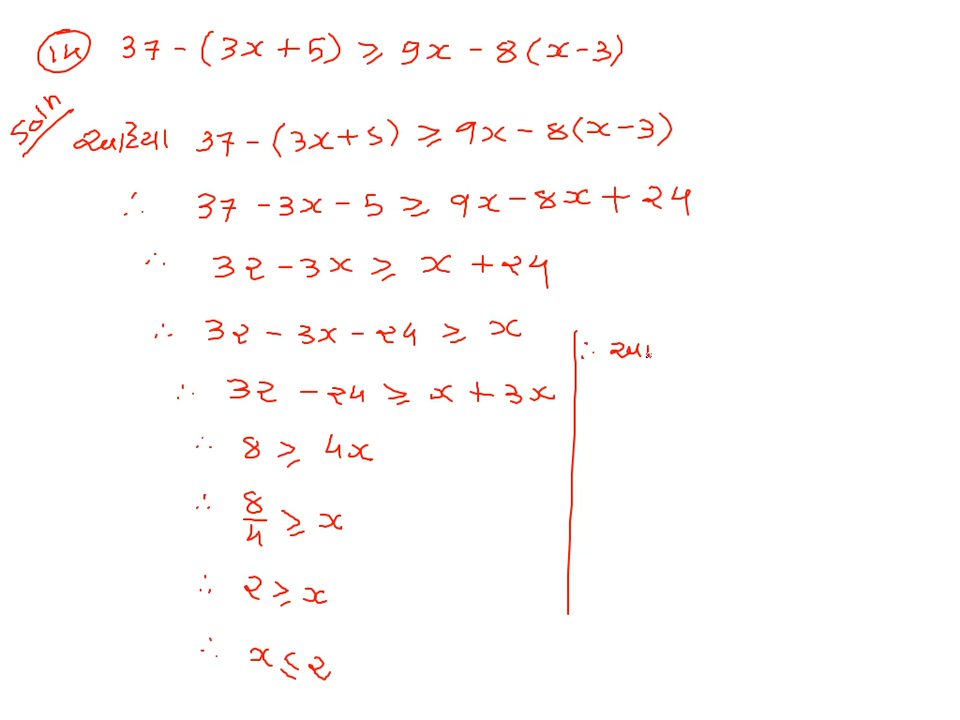 14 37 - (3x + 5) ≥ 9x - 8(x - 3)
Soln
37 - (3x + 5) ≥ 9x - 8(x - 3)
∴ 37 - 3x - 5 ≥ 9x - 8x + 24
∴ 32 - 3x ≥ x + 24
∴ 32 - 3x - 24 ≥ x
∴ 32 - 24 ≥ x + 3x
∴ 8 ≥ 4x
∴ 8/4 ≥ x
∴ 2 ≥ x
∴ x ≤ 2
∴